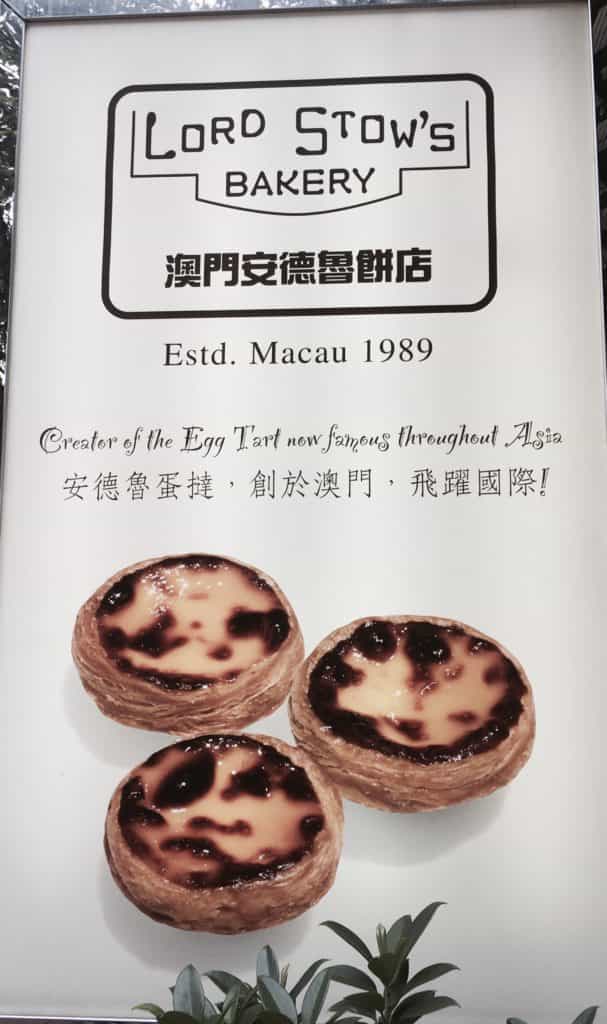 LORD STOW'S
BAKERY
澳門安德魯餅店
Estd. Macau 1989
Creator of the Egg Tart now famous throughout Asia
安德魯蛋撻，創於澳門，飛躍國際!